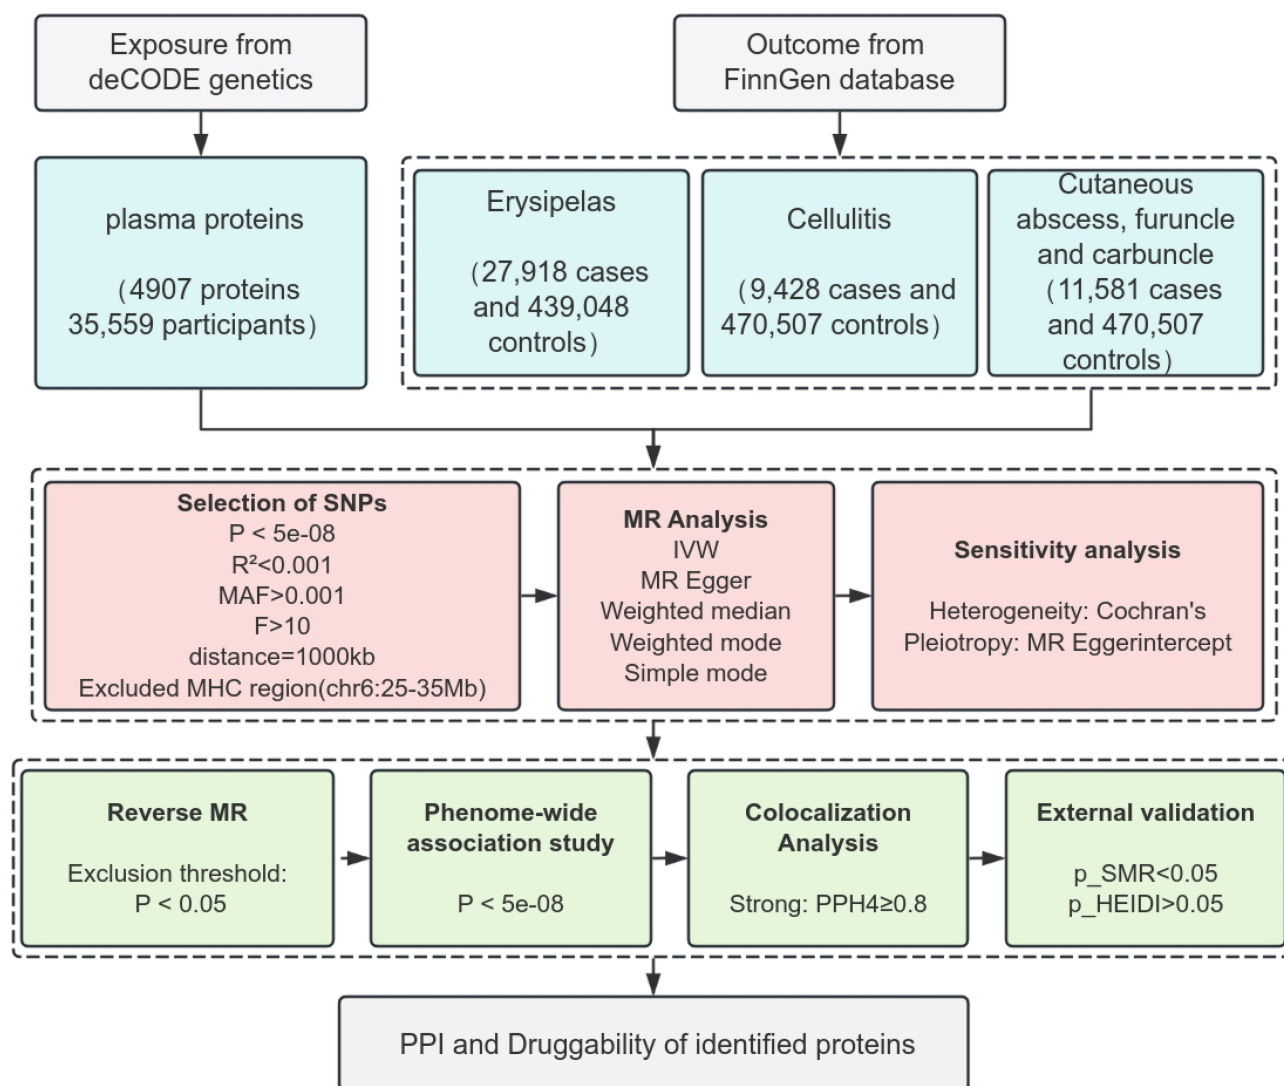 Exposure from
deCODE genetics
Outcome from
FinnGen database
plasma proteins
（4907 proteins
35,559 participants）
Erysipelas
（27,918 cases
and 439,048
controls）
Cellulitis
（9,428 cases and
470,507 controls）
Cutaneous
abscess, furuncle
and carbuncle
（11,581 cases
and 470,507
controls）
Selection of SNPs
P < 5e-08
R²<0.001
MAF>0.001
F>10
distance=1000kb
Excluded MHC region(chr6:25-35Mb)
MR Analysis
IVW
MR Egger
Weighted median
Weighted mode
Simple mode
Sensitivity analysis
Heterogeneity: Cochran's
Pleiotropy: MR Eggerintercept
Reverse MR
Exclusion threshold:
P < 0.05
Phenome-wide
association study
P < 5e-08
Colocalization
Analysis
Strong: PPH4≥0.8
External validation
p_SMR<0.05
p_HEIDI>0.05
PPI and Druggability of identified proteins